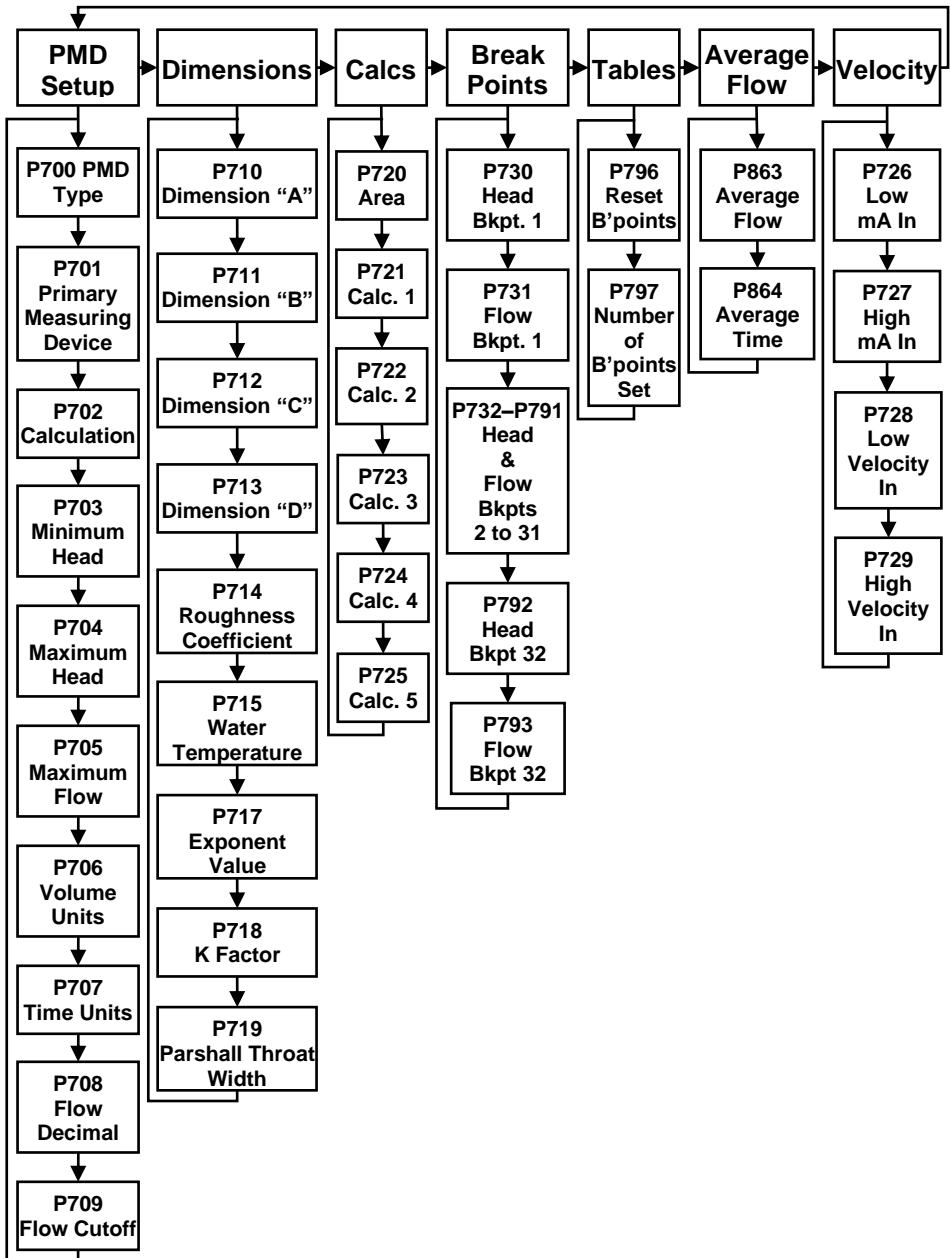 PMD
Setup
Dimensions
Calcs
Break
Points
Tables
Average
Flow
Velocity
P700 PMD
Type
P701
Primary
Measuring
Device
P702
Calculation
P703
Minimum
Head
P704
Maximum
Head
P705
Maximum
Flow
P706
Volume
Units
P707
Time Units
P708
Flow
Decimal
P709
Flow Cutoff
P710
Dimension “A”
P711
Dimension “B”
P712
Dimension “C”
P713
Dimension “D”
P714
Roughness
Coefficient
P715
Water
Temperature
P717
Exponent
Value
P718
K Factor
P719
Parshall Throat
Width
P720
Area
P721
Calc. 1
P722
Calc. 2
P723
Calc. 3
P724
Calc. 4
P725
Calc. 5
P730
Head
Bkpt. 1
P731
Flow
Bkpt. 1
P732–P791
Head
&
Flow
Bkpts
2 to 31
P792
Head
Bkpt 32
P793
Flow
Bkpt 32
P796
Reset
B’points
P797
Number
of
B’points
Set
P863
Average
Flow
P864
Average
Time
P726
Low
mA In
P727
High
mA In
P728
Low
Velocity
In
P729
High
Velocity
In